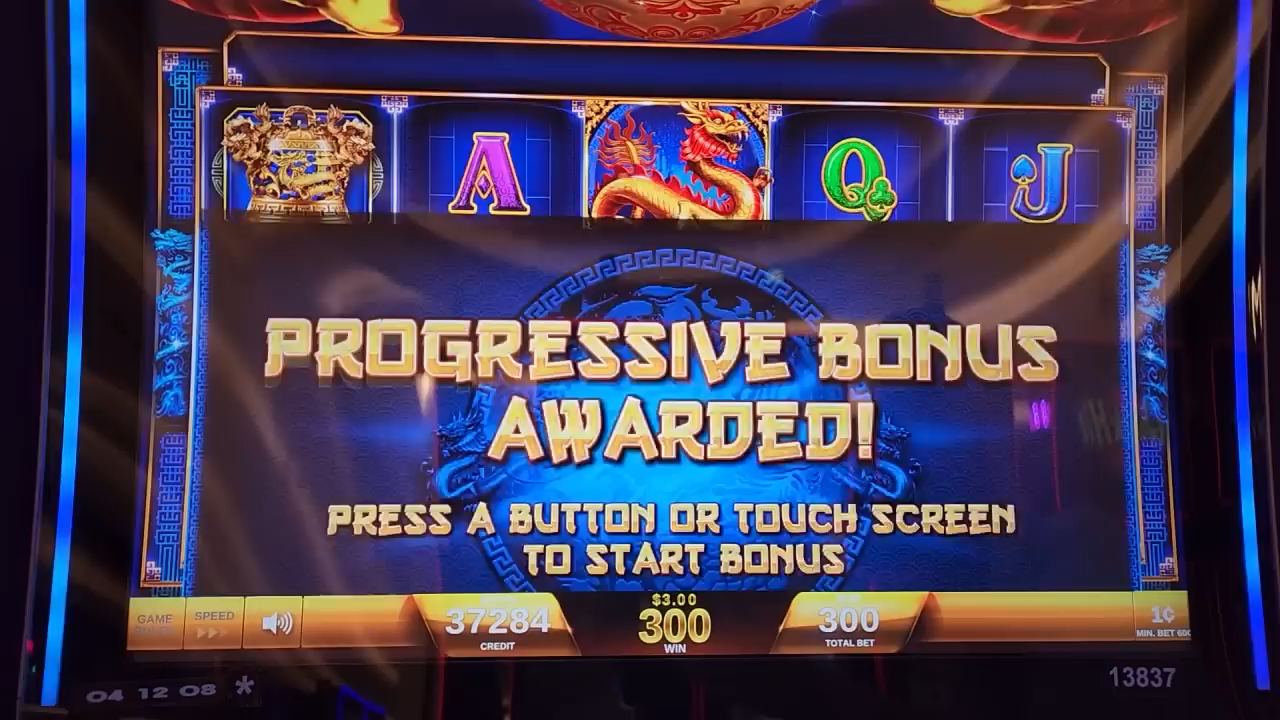 A
Q
J
PROGRESSIVE BONUS
AWARDED!
PRESS A BUTTON OR TOUCH SCREEN
TO START BONUS
GAME
SPEED
37284
CREDIT
$3.00
300
WIN
300
TOTAL BET
1¢
MIN. BET 60¢
04 12 08 *
13837